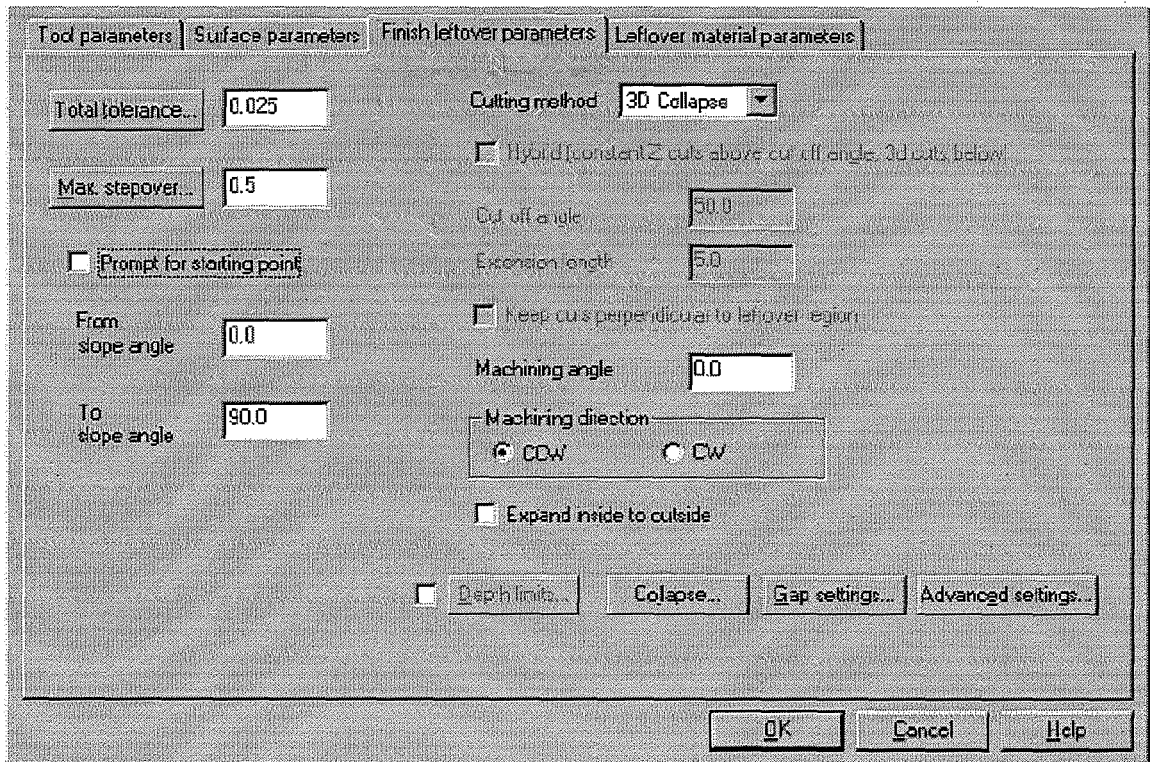 Tool parameters Surface parameters Finish leftover parameters Leftover material parameters
Total tolerance... 0.025
Cutting method 3D Collapse
Hybrid (constant Z cuts above cut off angle, 3d cuts below)
Max. stepover... 0.5
Cut off angle 50.0
Prompt for starting point
Extension length 5.0
Keep cuts perpendicular to leftover region
From
slope angle 0.0
Machining angle 0.0
To
slope angle 90.0
Machining direction
CCW CW
Expand inside to outside
Depth limits... Collapse... Gap settings... Advanced settings...
OK Cancel Help